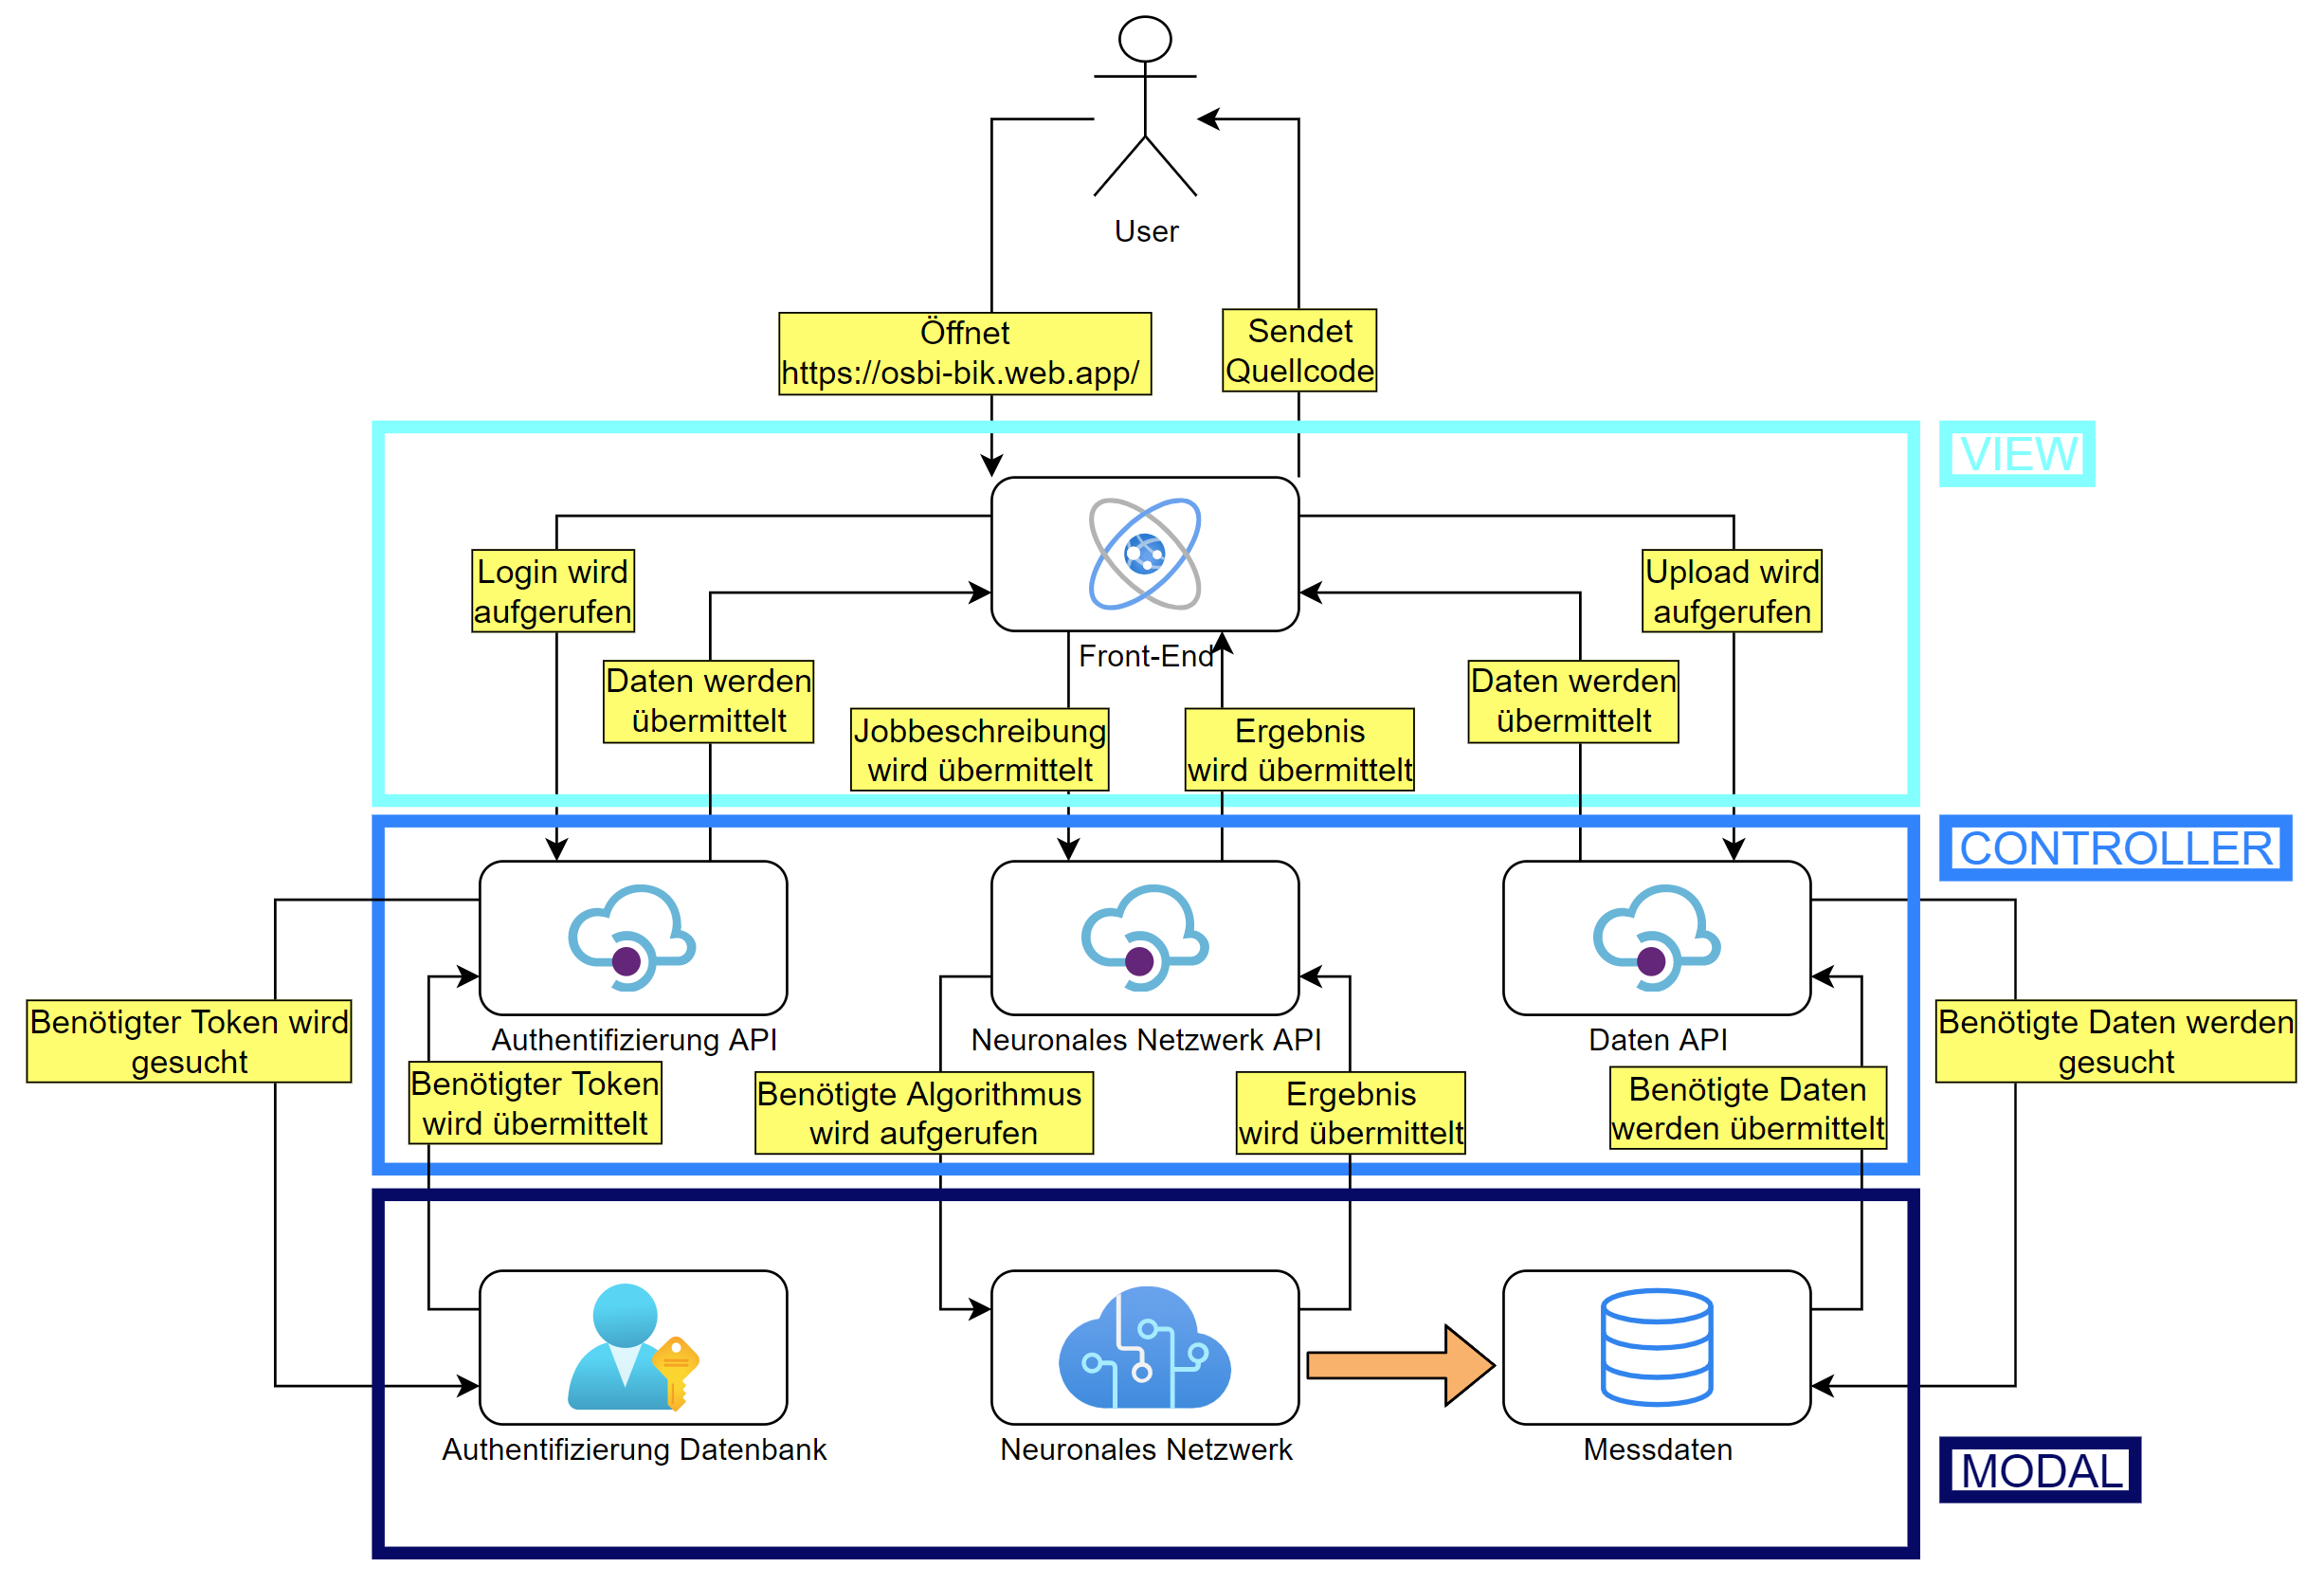 User
Öffnet
https://osbi-bik.web.app/
Sendet
Quellcode
VIEW
Login wird
aufgerufen
Upload wird
aufgerufen
Front-End
Daten werden
übermittelt
Jobbeschreibung
wird übermittelt
Ergebnis
wird übermittelt
Daten werden
übermittelt
CONTROLLER
Authentifizierung API
Neuronales Netzwerk API
Daten API
Benötigter Token wird
gesucht
Benötigter Token
wird übermittelt
Benötigte Algorithmus
wird aufgerufen
Ergebnis
wird übermittelt
Benötigte Daten
werden übermittelt
Benötigte Daten werden
gesucht
Authentifizierung Datenbank
Neuronales Netzwerk
Messdaten
MODAL